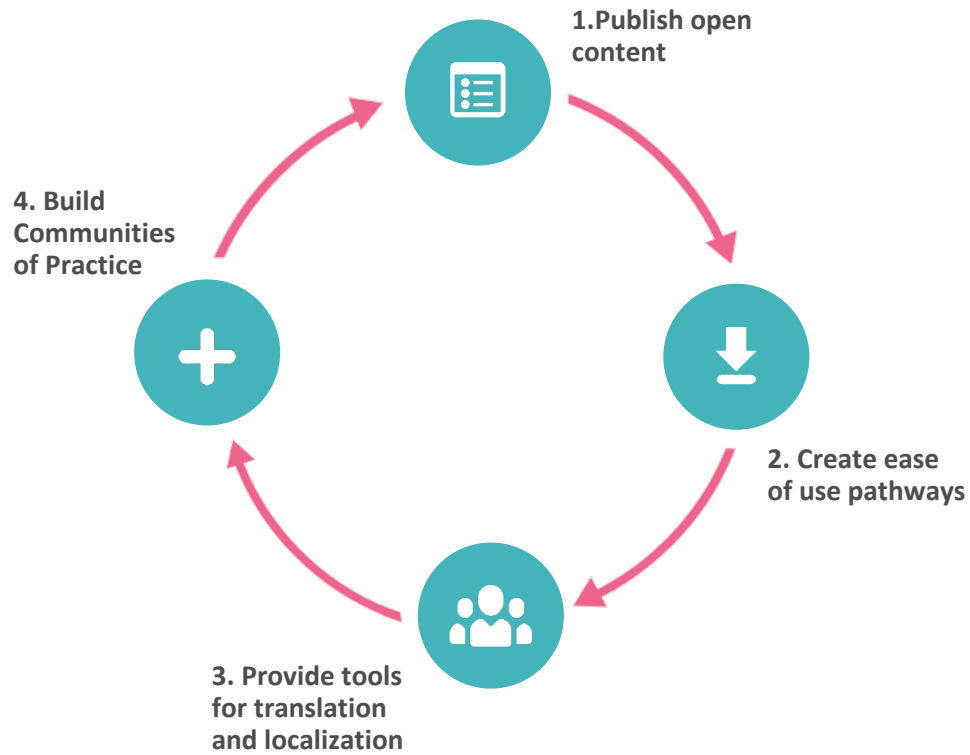 1.Publish open
content
2. Create ease
of use pathways
3. Provide tools
for translation
and localization
4. Build
Communities
of Practice